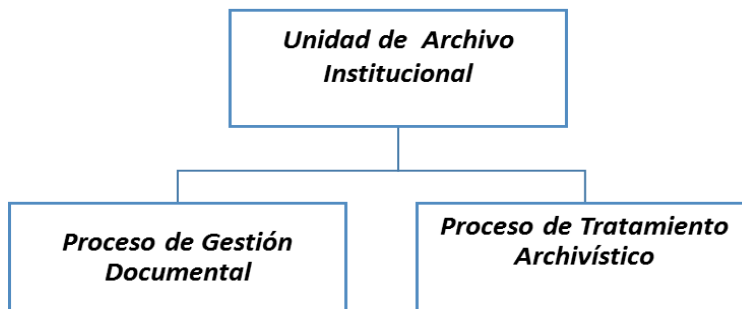 Unidad de Archivo
Institucional
Proceso de Gestión
Documental
Proceso de Tratamiento
Archivístico